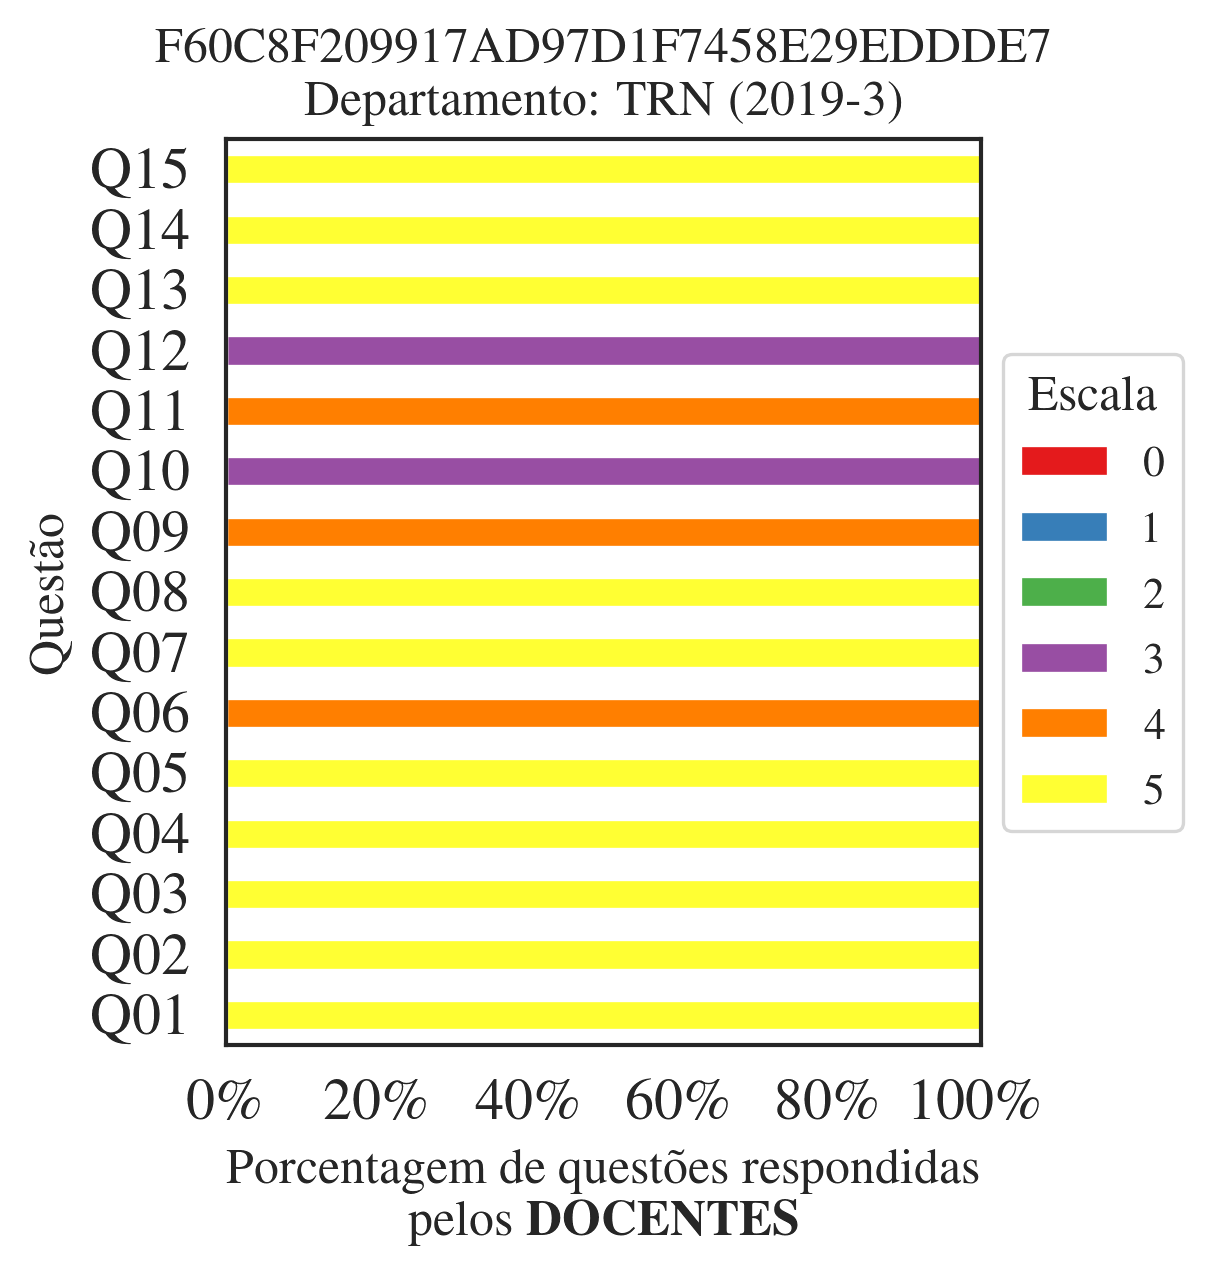 F60C8F209917AD97D1F7458E29EDDDE7
Departamento: TRN (2019-3)
Q15
Q14
Q13
Q12
Q11
Q10
Q09
Q08
Q07
Q06
Q05
Q04
Q03
Q02
Q01
Questão
0% 20% 40% 60% 80% 100%
Porcentagem de questões respondidas
pelos DOCENTES
Escala
0
1
2
3
4
5